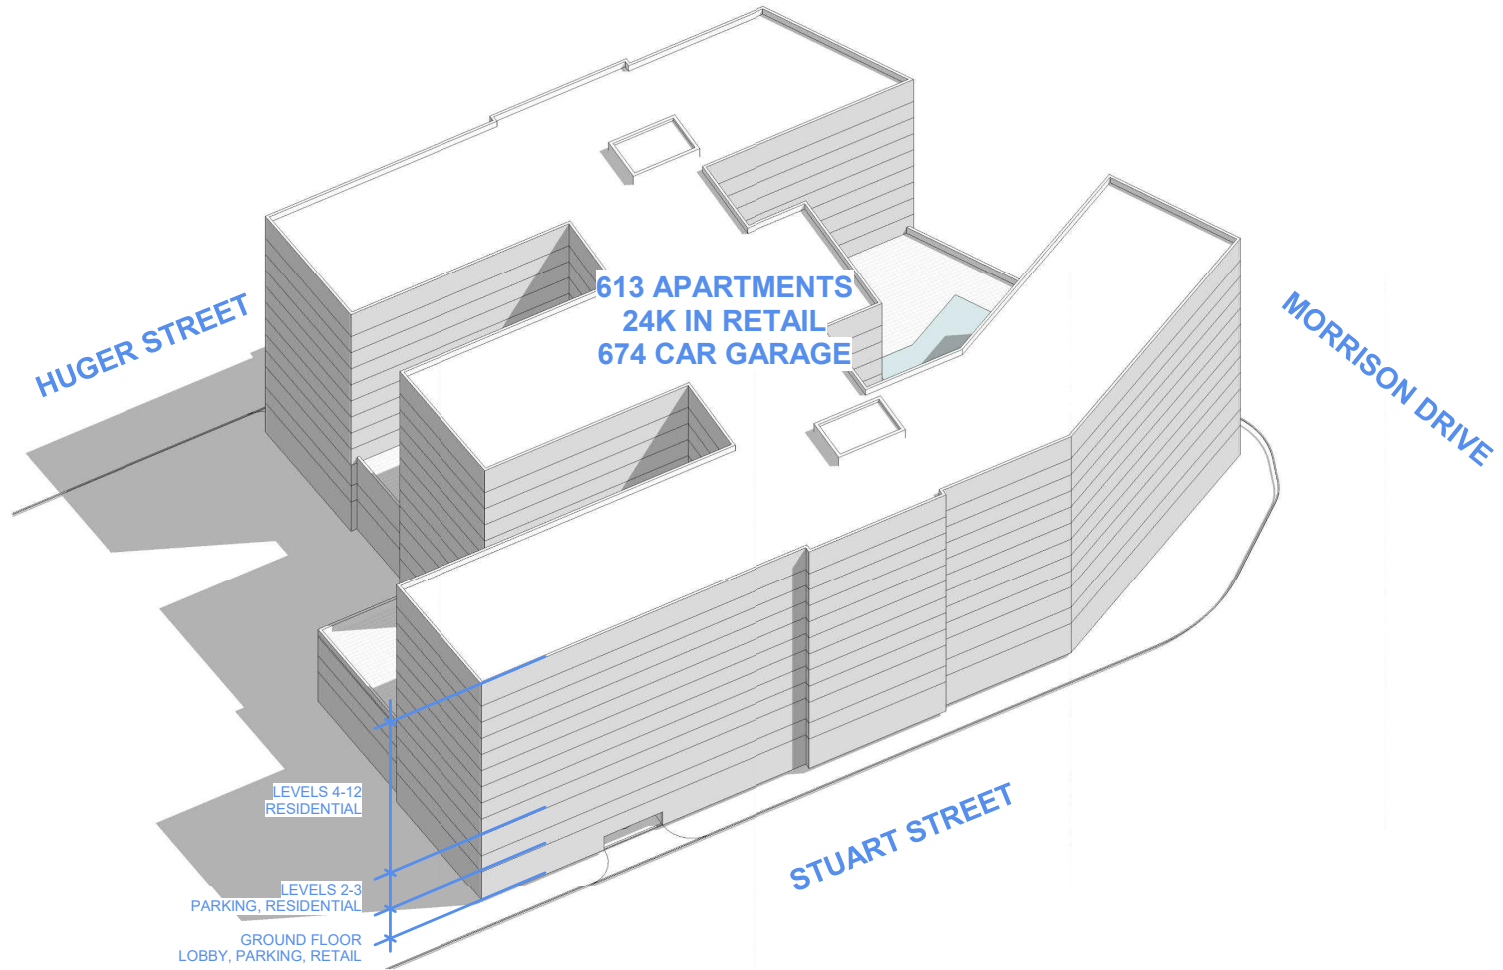 HUGER STREET
613 APARTMENTS
24K IN RETAIL
674 CAR GARAGE
MORRISON DRIVE
STUART STREET
LEVELS 4-12
RESIDENTIAL
LEVELS 2-3
PARKING, RESIDENTIAL
GROUND FLOOR
LOBBY, PARKING, RETAIL